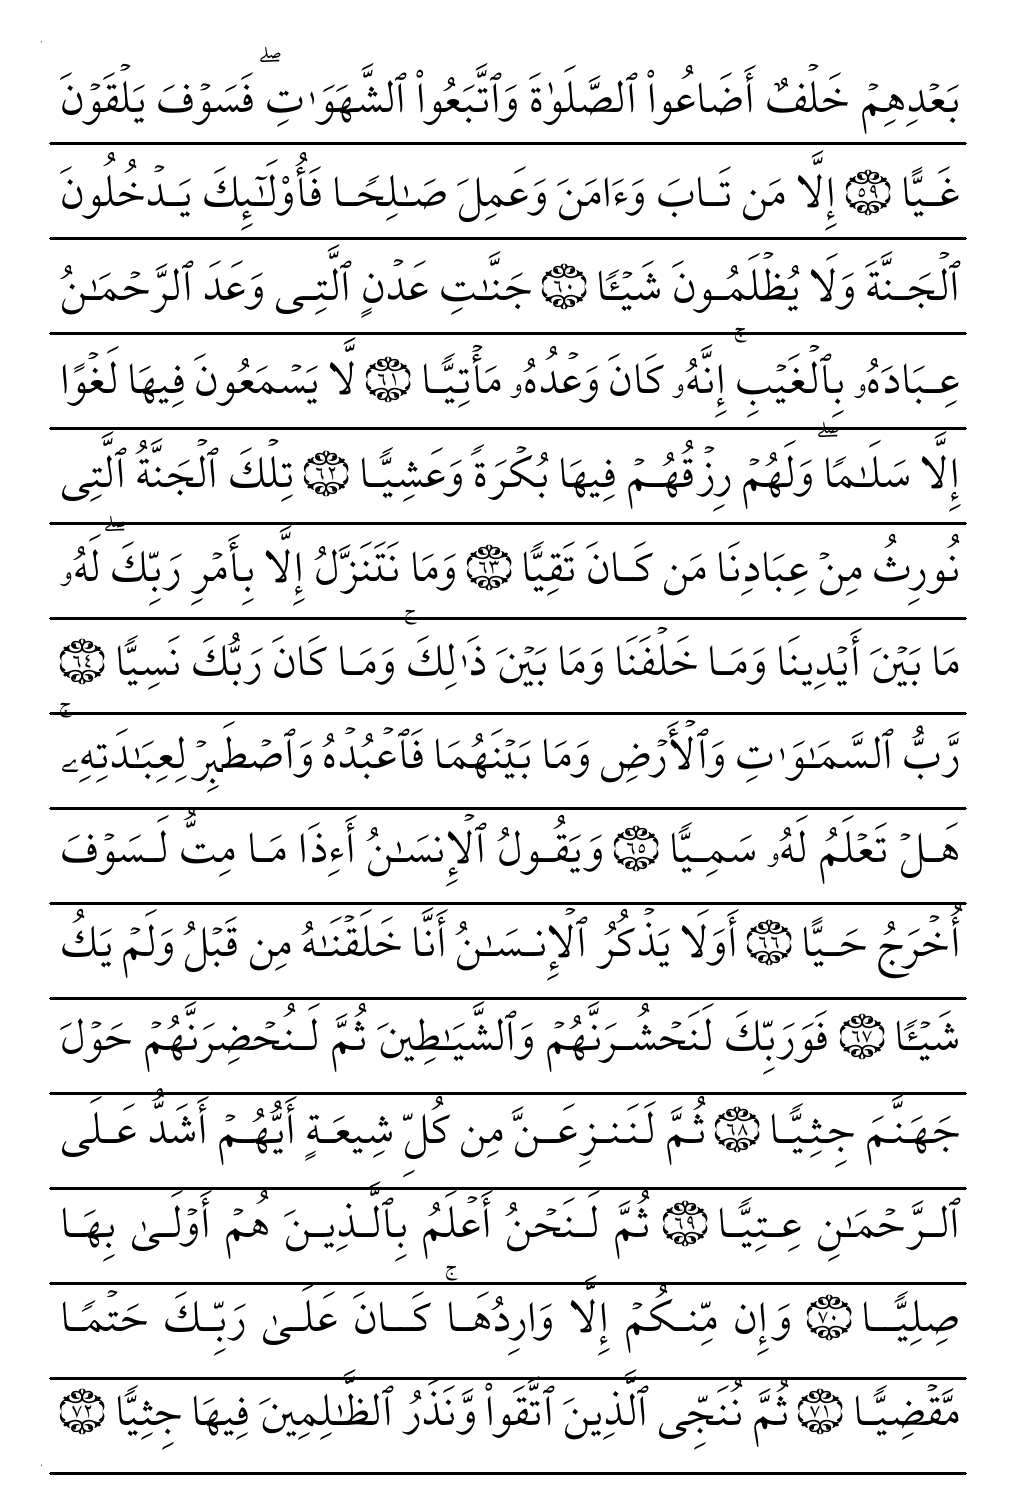 بَعْدِهِمْ خَلْفٌ أَضَاعُوا۟ ٱلصَّلَوٰةَ وَٱتَّبَعُوا۟ ٱلشَّهَوَٰتِ ۖ فَسَوْفَ يَلْقَوْنَ
غَيًّا ٥٩ إِلَّا مَن تَابَ وَءَامَنَ وَعَمِلَ صَـٰلِحًا فَأُو۟لَـٰٓئِكَ يَدْخُلُونَ
ٱلْجَنَّةَ وَلَا يُظْلَمُونَ شَيْـًٔا ٦٠ جَنَّـٰتِ عَدْنٍ ٱلَّتِى وَعَدَ ٱلرَّحْمَـٰنُ
عِبَادَهُۥ بِٱلْغَيْبِ ۚ إِنَّهُۥ كَانَ وَعْدُهُۥ مَأْتِيًّا ٦١ لَّا يَسْمَعُونَ فِيهَا لَغْوًا
إِلَّا سَلَـٰمًا ۖ وَلَهُمْ رِزْقُهُمْ فِيهَا بُكْرَةً وَعَشِيًّا ٦٢ تِلْكَ ٱلْجَنَّةُ ٱلَّتِى
نُورِثُ مِنْ عِبَادِنَا مَن كَانَ تَقِيًّا ٦٣ وَمَا نَتَنَزَّلُ إِلَّا بِأَمْرِ رَبِّكَ ۖ لَهُۥ
مَا بَيْنَ أَيْدِينَا وَمَا خَلْفَنَا وَمَا بَيْنَ ذَٰلِكَ ۚ وَمَا كَانَ رَبُّكَ نَسِيًّا ٦٤
رَّبُّ ٱلسَّمَـٰوَٰتِ وَٱلْأَرْضِ وَمَا بَيْنَهُمَا فَٱعْبُدْهُ وَٱصْطَبِرْ لِعِبَـٰدَتِهِۦ ۚ
هَلْ تَعْلَمُ لَهُۥ سَمِيًّا ٦٥ وَيَقُولُ ٱلْإِنسَـٰنُ أَءِذَا مَا مِتُّ لَسَوْفَ
أُخْرَجُ حَيًّا ٦٦ أَوَلَا يَذْكُرُ ٱلْإِنسَـٰنُ أَنَّا خَلَقْنَـٰهُ مِن قَبْلُ وَلَمْ يَكُ
شَيْـًٔا ٦٧ فَوَرَبِّكَ لَنَحْشُرَنَّهُمْ وَٱلشَّيَـٰطِينَ ثُمَّ لَنُحْضِرَنَّهُمْ حَوْلَ
جَهَنَّمَ جِثِيًّا ٦٨ ثُمَّ لَنَنزِعَنَّ مِن كُلِّ شِيعَةٍ أَيُّهُمْ أَشَدُّ عَلَى
ٱلرَّحْمَـٰنِ عِتِيًّا ٦٩ ثُمَّ لَنَحْنُ أَعْلَمُ بِٱلَّذِينَ هُمْ أَوْلَىٰ بِهَا
صِلِيًّا ٧٠ وَإِن مِّنكُمْ إِلَّا وَارِدُهَا ۚ كَانَ عَلَىٰ رَبِّكَ حَتْمًا
مَّقْضِيًّا ٧١ ثُمَّ نُنَجِّى ٱلَّذِينَ ٱتَّقَوا۟ وَّنَذَرُ ٱلظَّـٰلِمِينَ فِيهَا جِثِيًّا ٧٢